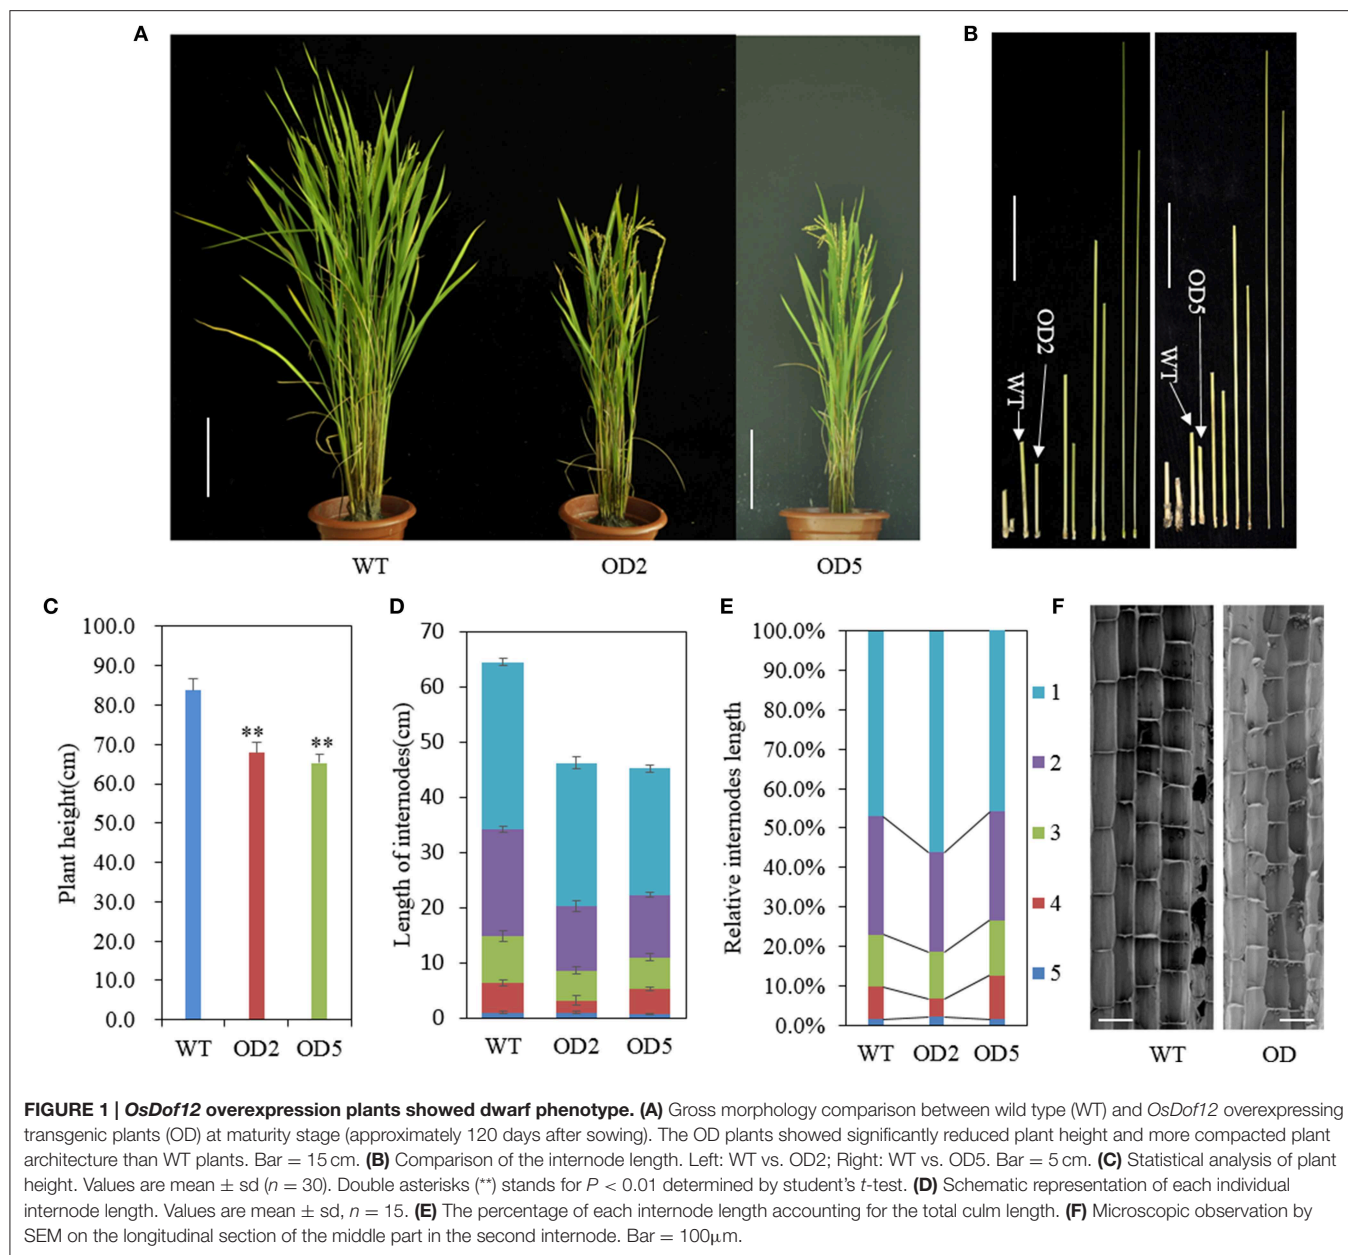 A
B
WT
OD2
OD5
WT
OD2
WT
OD5
C
Plant height(cm)
100.0
90.0
80.0
70.0
60.0
50.0
40.0
30.0
20.0
10.0
0.0
**
**
WT
OD2
OD5
D
Length of internodes(cm)
70
60
50
40
30
20
10
0
WT
OD2
OD5
E
Relative internodes length
100.0%
90.0%
80.0%
70.0%
60.0%
50.0%
40.0%
30.0%
20.0%
10.0%
0.0%
WT
OD2
OD5
1
2
3
4
5
F
WT
OD
FIGURE 1 | OsDof12 overexpression plants showed dwarf phenotype. (A) Gross morphology comparison between wild type (WT) and OsDof12 overexpressing
transgenic plants (OD) at maturity stage (approximately 120 days after sowing). The OD plants showed significantly reduced plant height and more compacted plant
architecture than WT plants. Bar = 15 cm. (B) Comparison of the internode length. Left: WT vs. OD2; Right: WT vs. OD5. Bar = 5 cm. (C) Statistical analysis of plant
height. Values are mean ± sd (n = 30). Double asterisks (**) stands for P < 0.01 determined by student's t-test. (D) Schematic representation of each individual
internode length. Values are mean ± sd, n = 15. (E) The percentage of each internode length accounting for the total culm length. (F) Microscopic observation by
SEM on the longitudinal section of the middle part in the second internode. Bar = 100μm.